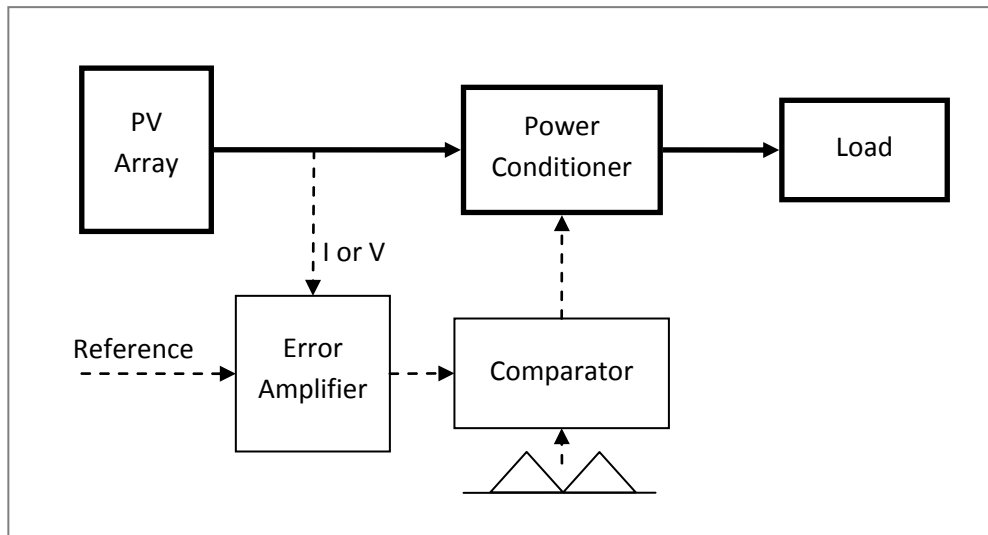 PV
Array
Power
Conditioner
Load
I or V
Reference
Error
Amplifier
Comparator